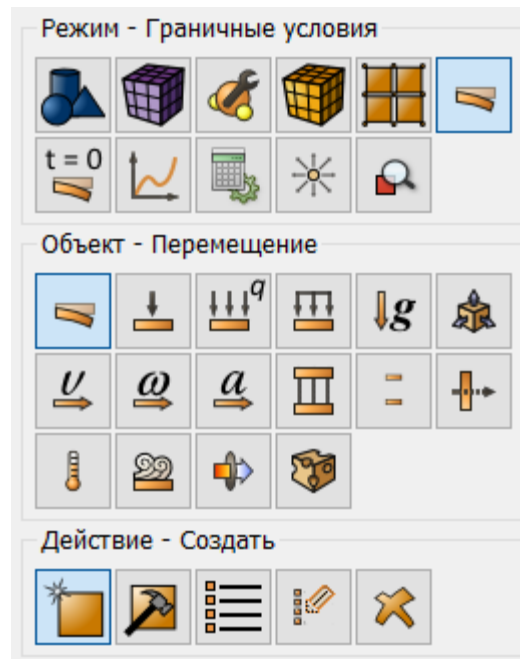 Режим - Граничные условия
t = 0
Объект - Перемещение
q
g
υ ω a
Действие - Создать